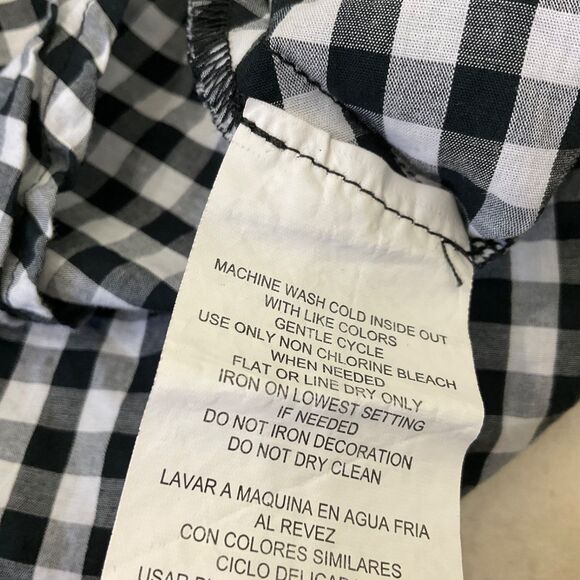 MACHINE WASH COLD INSIDE OUT
WITH LIKE COLORS
GENTLE CYCLE
USE ONLY NON CHLORINE BLEACH
WHEN NEEDED
FLAT OR LINE DRY ONLY
IRON ON LOWEST SETTING
IF NEEDED
DO NOT IRON DECORATION
DO NOT DRY CLEAN
LAVAR A MAQUINA EN AGUA FRIA
AL REVEZ
CON COLORES SIMILARES
CICLO
USAR